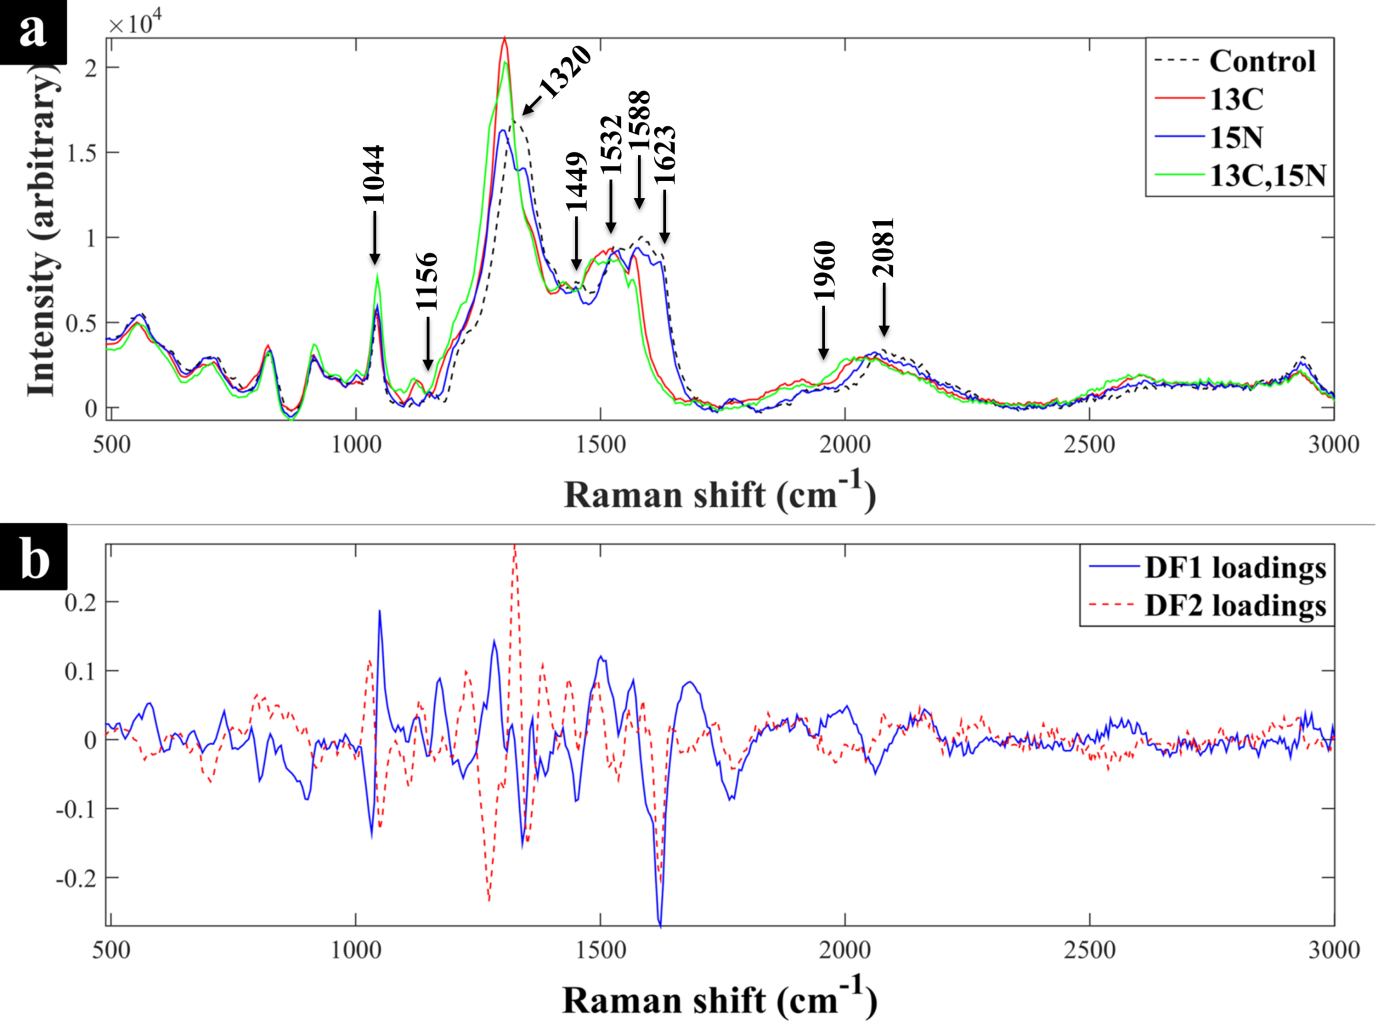 a
×10⁴
Intensity (arbitrary)
2
1.5
1
0.5
0
1044
1156
1320
1449
1532
1588
1623
1960
2081
Control
13C
15N
13C,15N
500 1000 1500 2000 2500 3000
Raman shift (cm⁻¹)
b
0.2
0.1
0
-0.1
-0.2
DF1 loadings
DF2 loadings
500 1000 1500 2000 2500 3000
Raman shift (cm⁻¹)